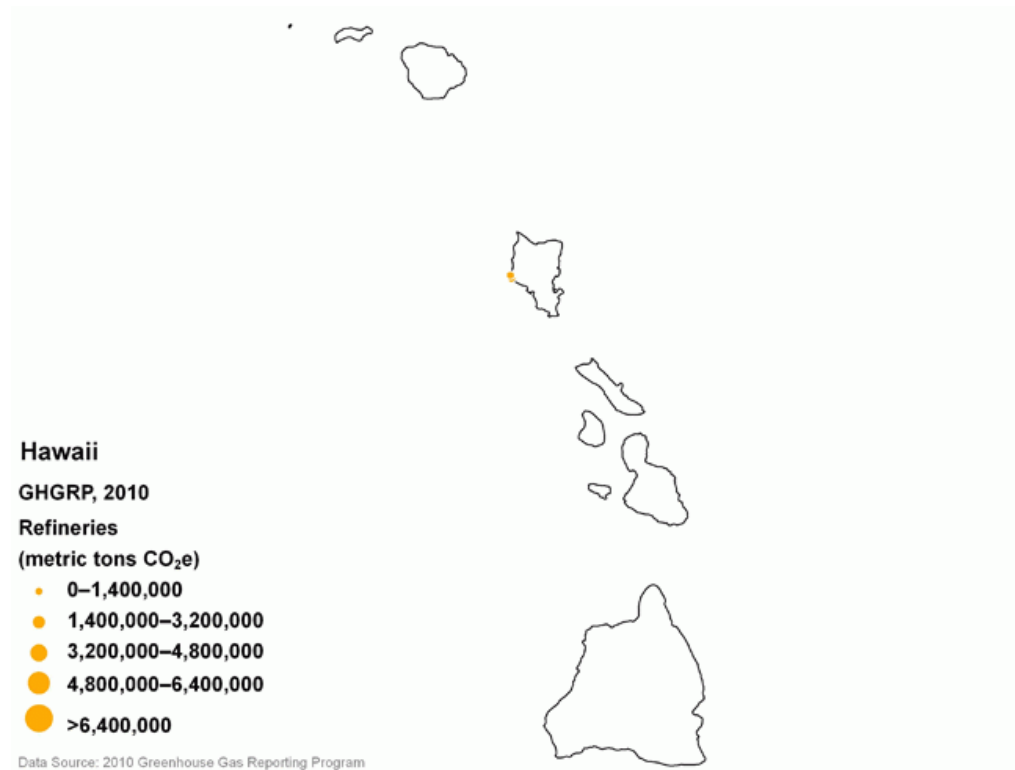 Hawaii
GHGRP, 2010
Refineries
(metric tons CO₂e)
0–1,400,000
1,400,000–3,200,000
3,200,000–4,800,000
4,800,000–6,400,000
>6,400,000
Data Source: 2010 Greenhouse Gas Reporting Program